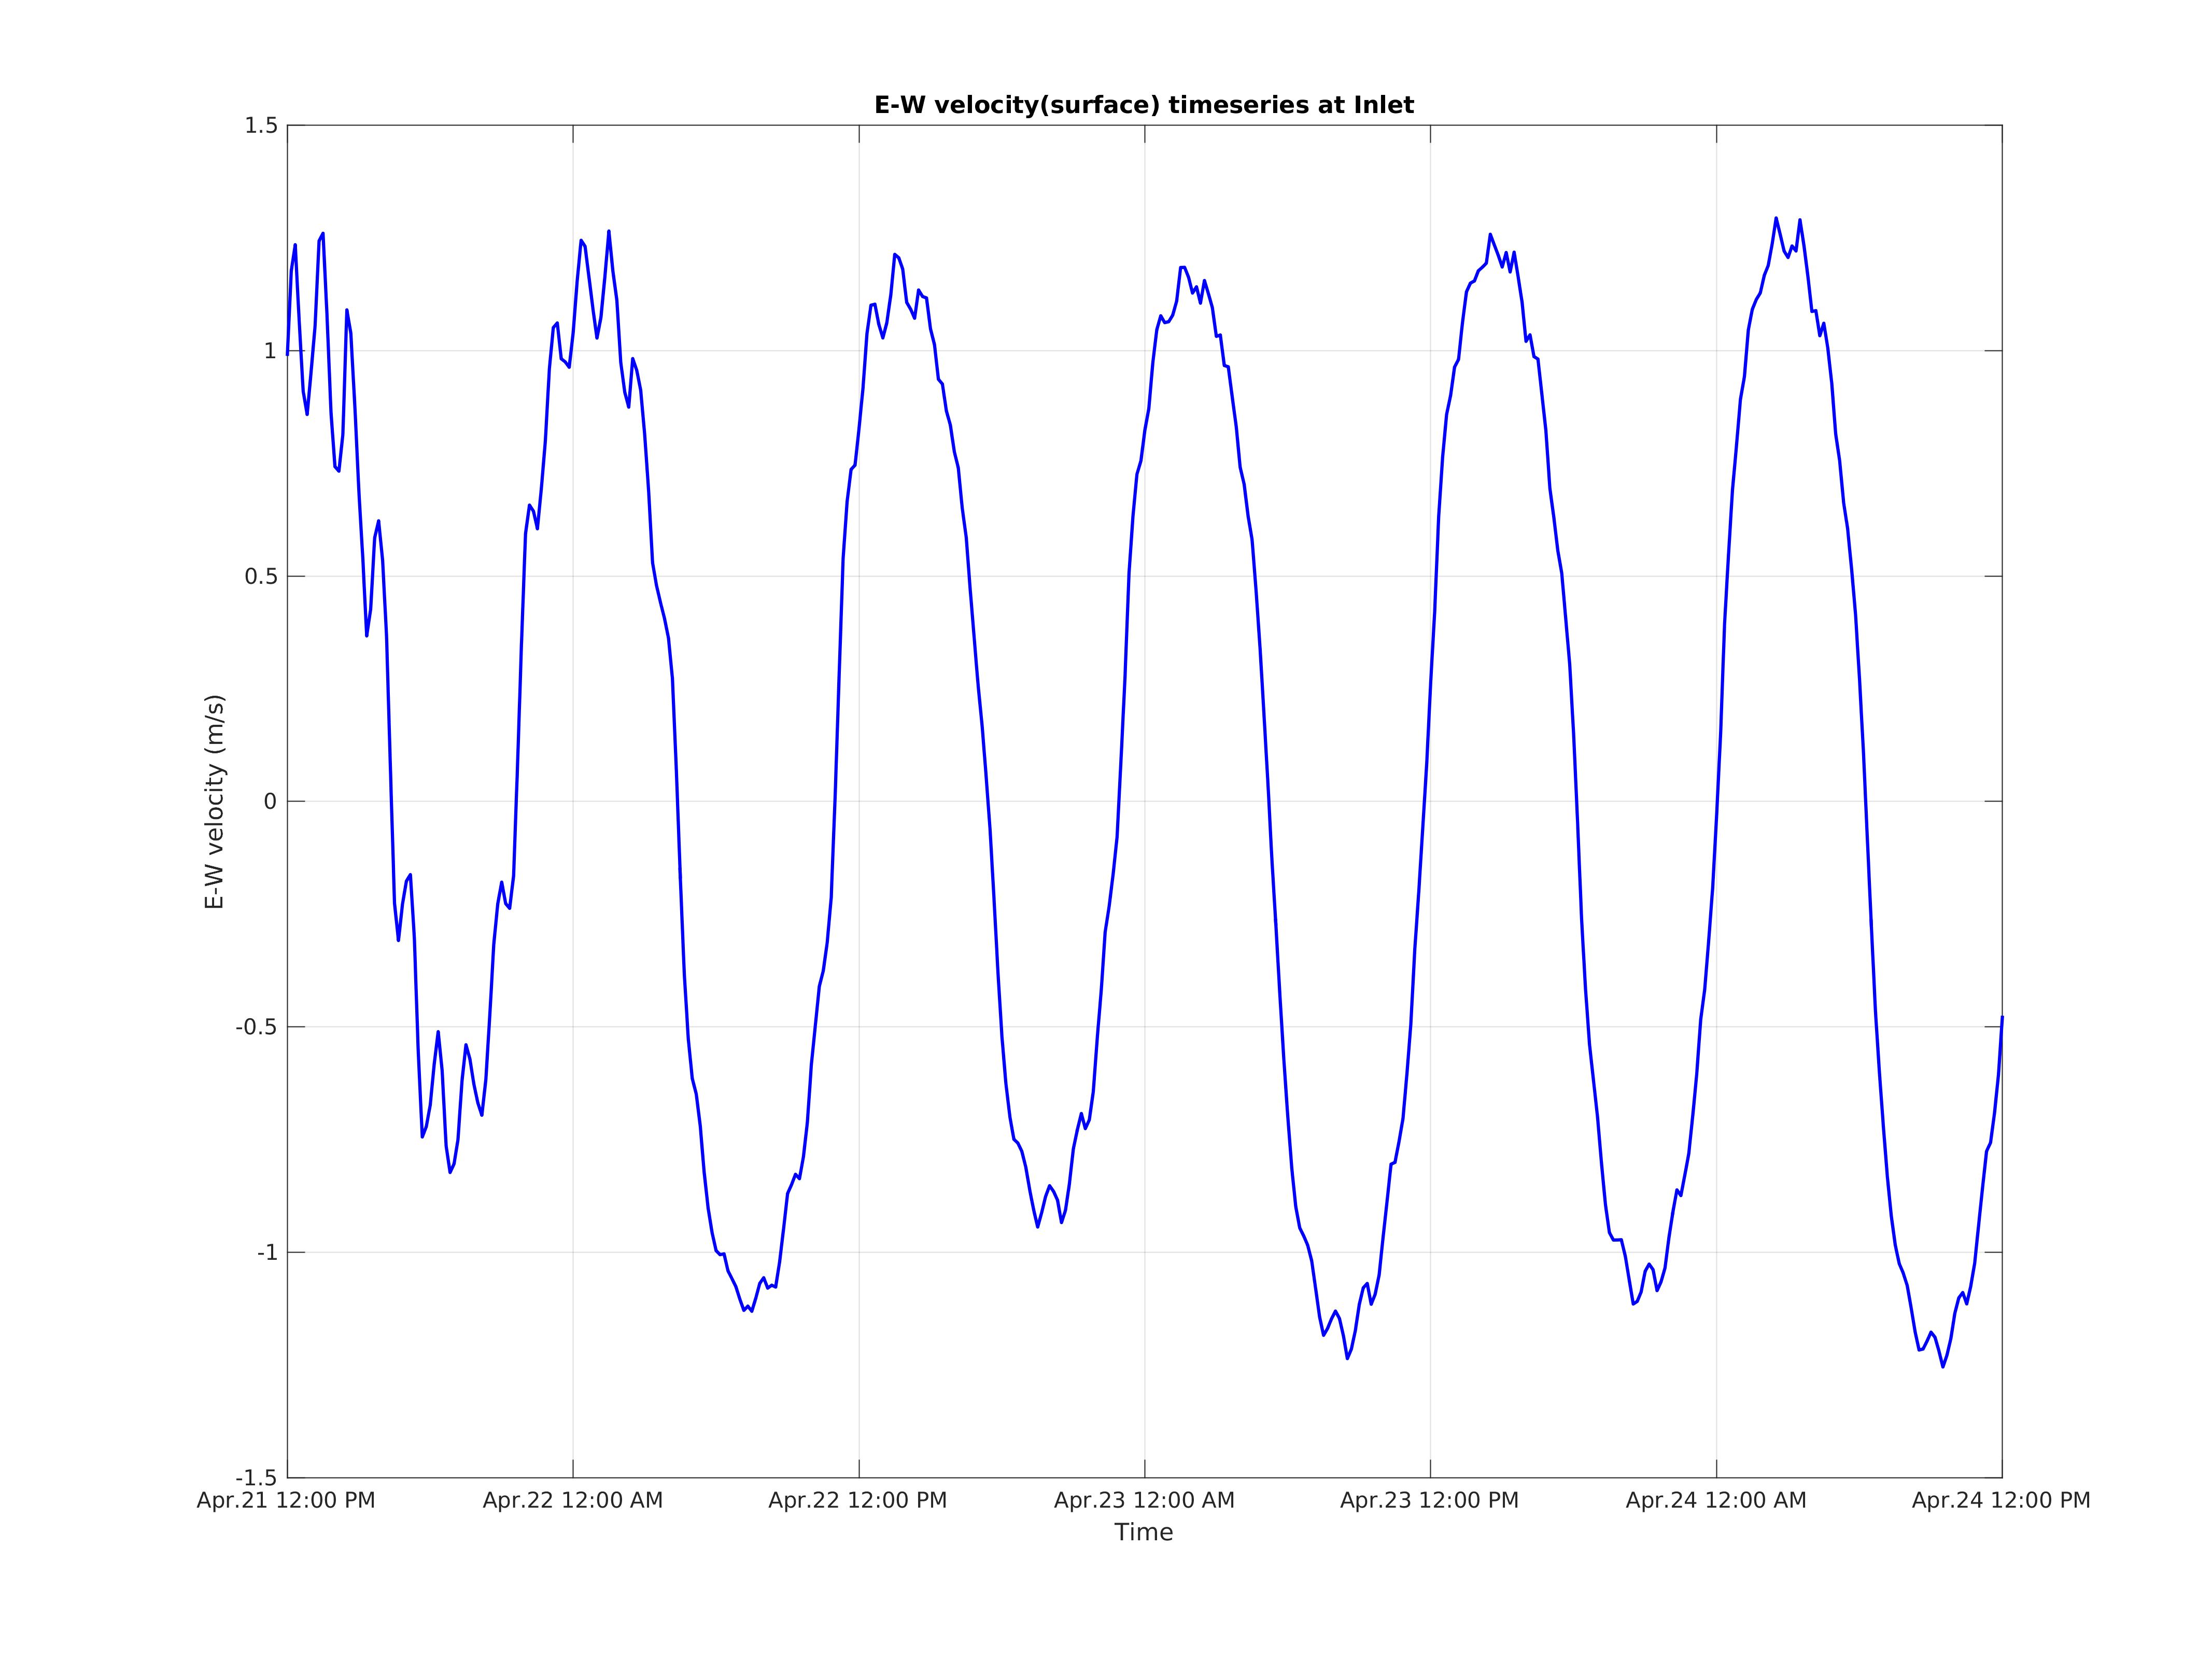 E-W velocity(surface) timeseries at Inlet
1.5
1
0.5
0
-0.5
-1
-1.5
E-W velocity (m/s)
Apr.21 12:00 PM Apr.22 12:00 AM Apr.22 12:00 PM Apr.23 12:00 AM Apr.23 12:00 PM Apr.24 12:00 AM Apr.24 12:00 PM
Time